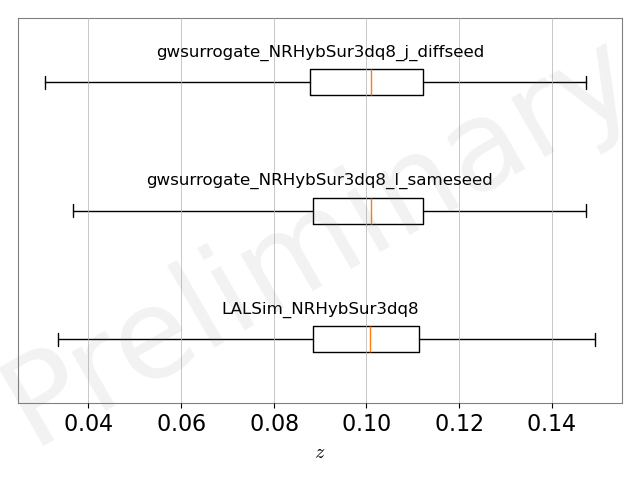 gwsurrogate_NRHybSur3dq8_j_diffseed
gwsurrogate_NRHybSur3dq8_l_sameseed
LALSim_NRHybSur3dq8
Preliminary
0.04 0.06 0.08 0.10 0.12 0.14
z